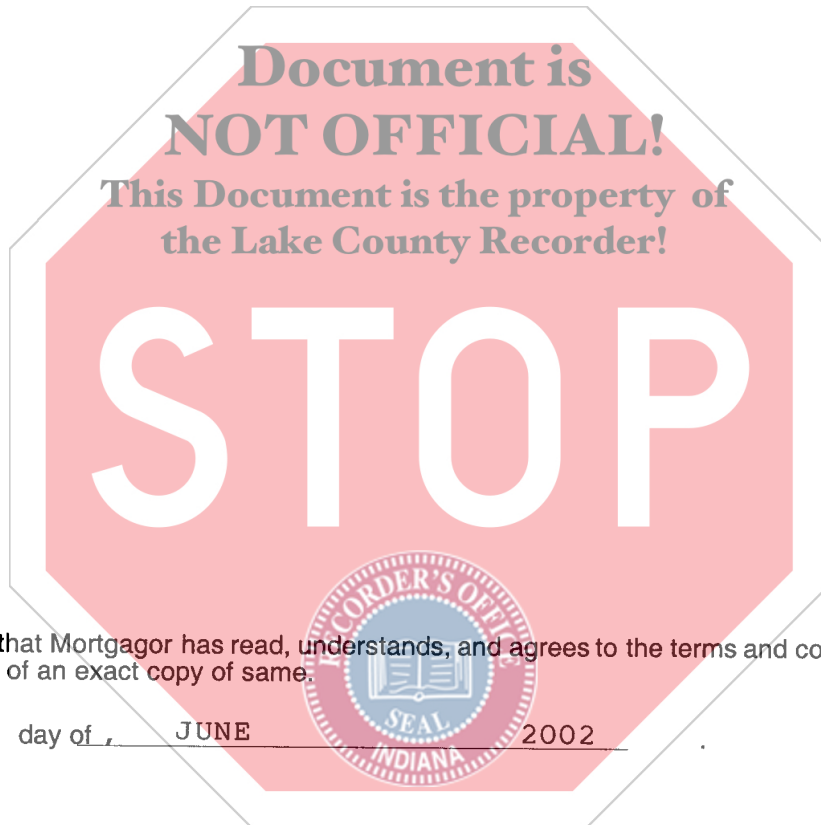 Document is
NOT OFFICIAL!
This Document is the property of
the Lake County Recorder!
STOP
RECORDER'S OFFICE
that Mortgagor has read, understands, and agrees to the terms and co
of an exact copy of same.
SEAL
day of , JUNE 2002 .
INDIANA